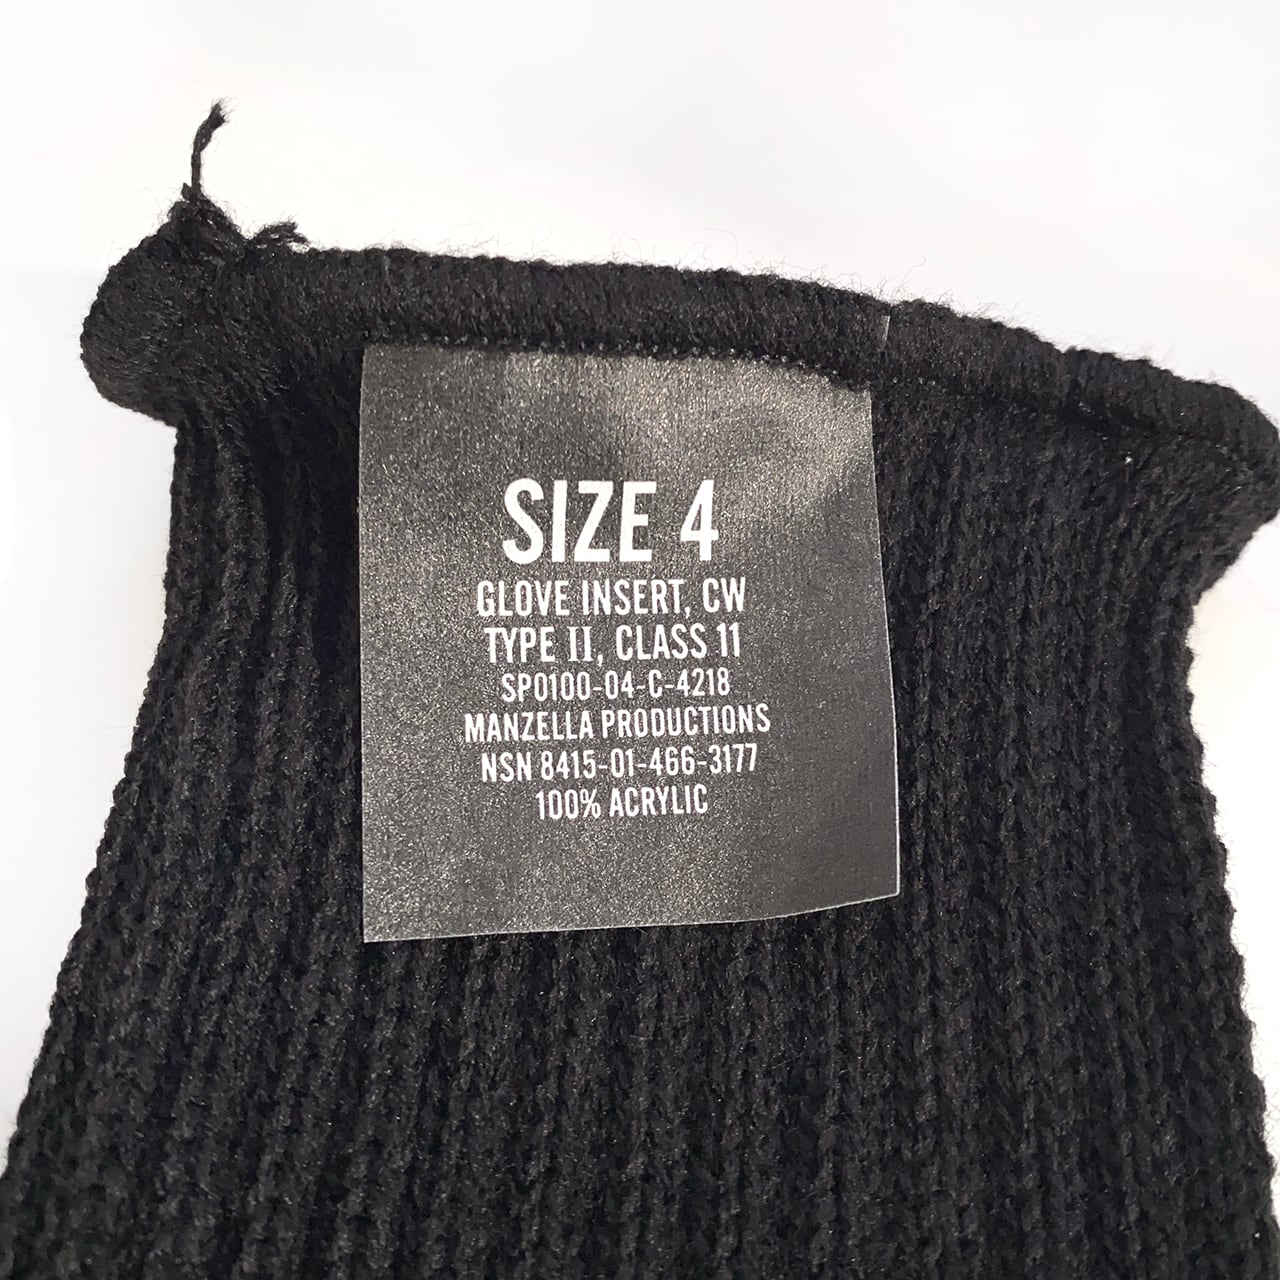 SIZE 4
GLOVE INSERT, CW
TYPE II, CLASS 11
SPO100-04-C-4218
MANZELLA PRODUCTIONS
NSN 8415-01-466-3177
100% ACRYLIC